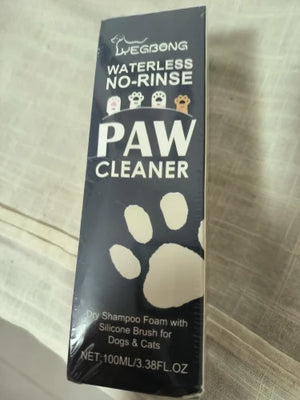 YEGBONG
WATERLESS
NO-RINSE
PAW
CLEANER
Dry Shampoo Foam with
Silicone Brush for
Dogs & Cats
NET:100ML/3.38FL.OZ